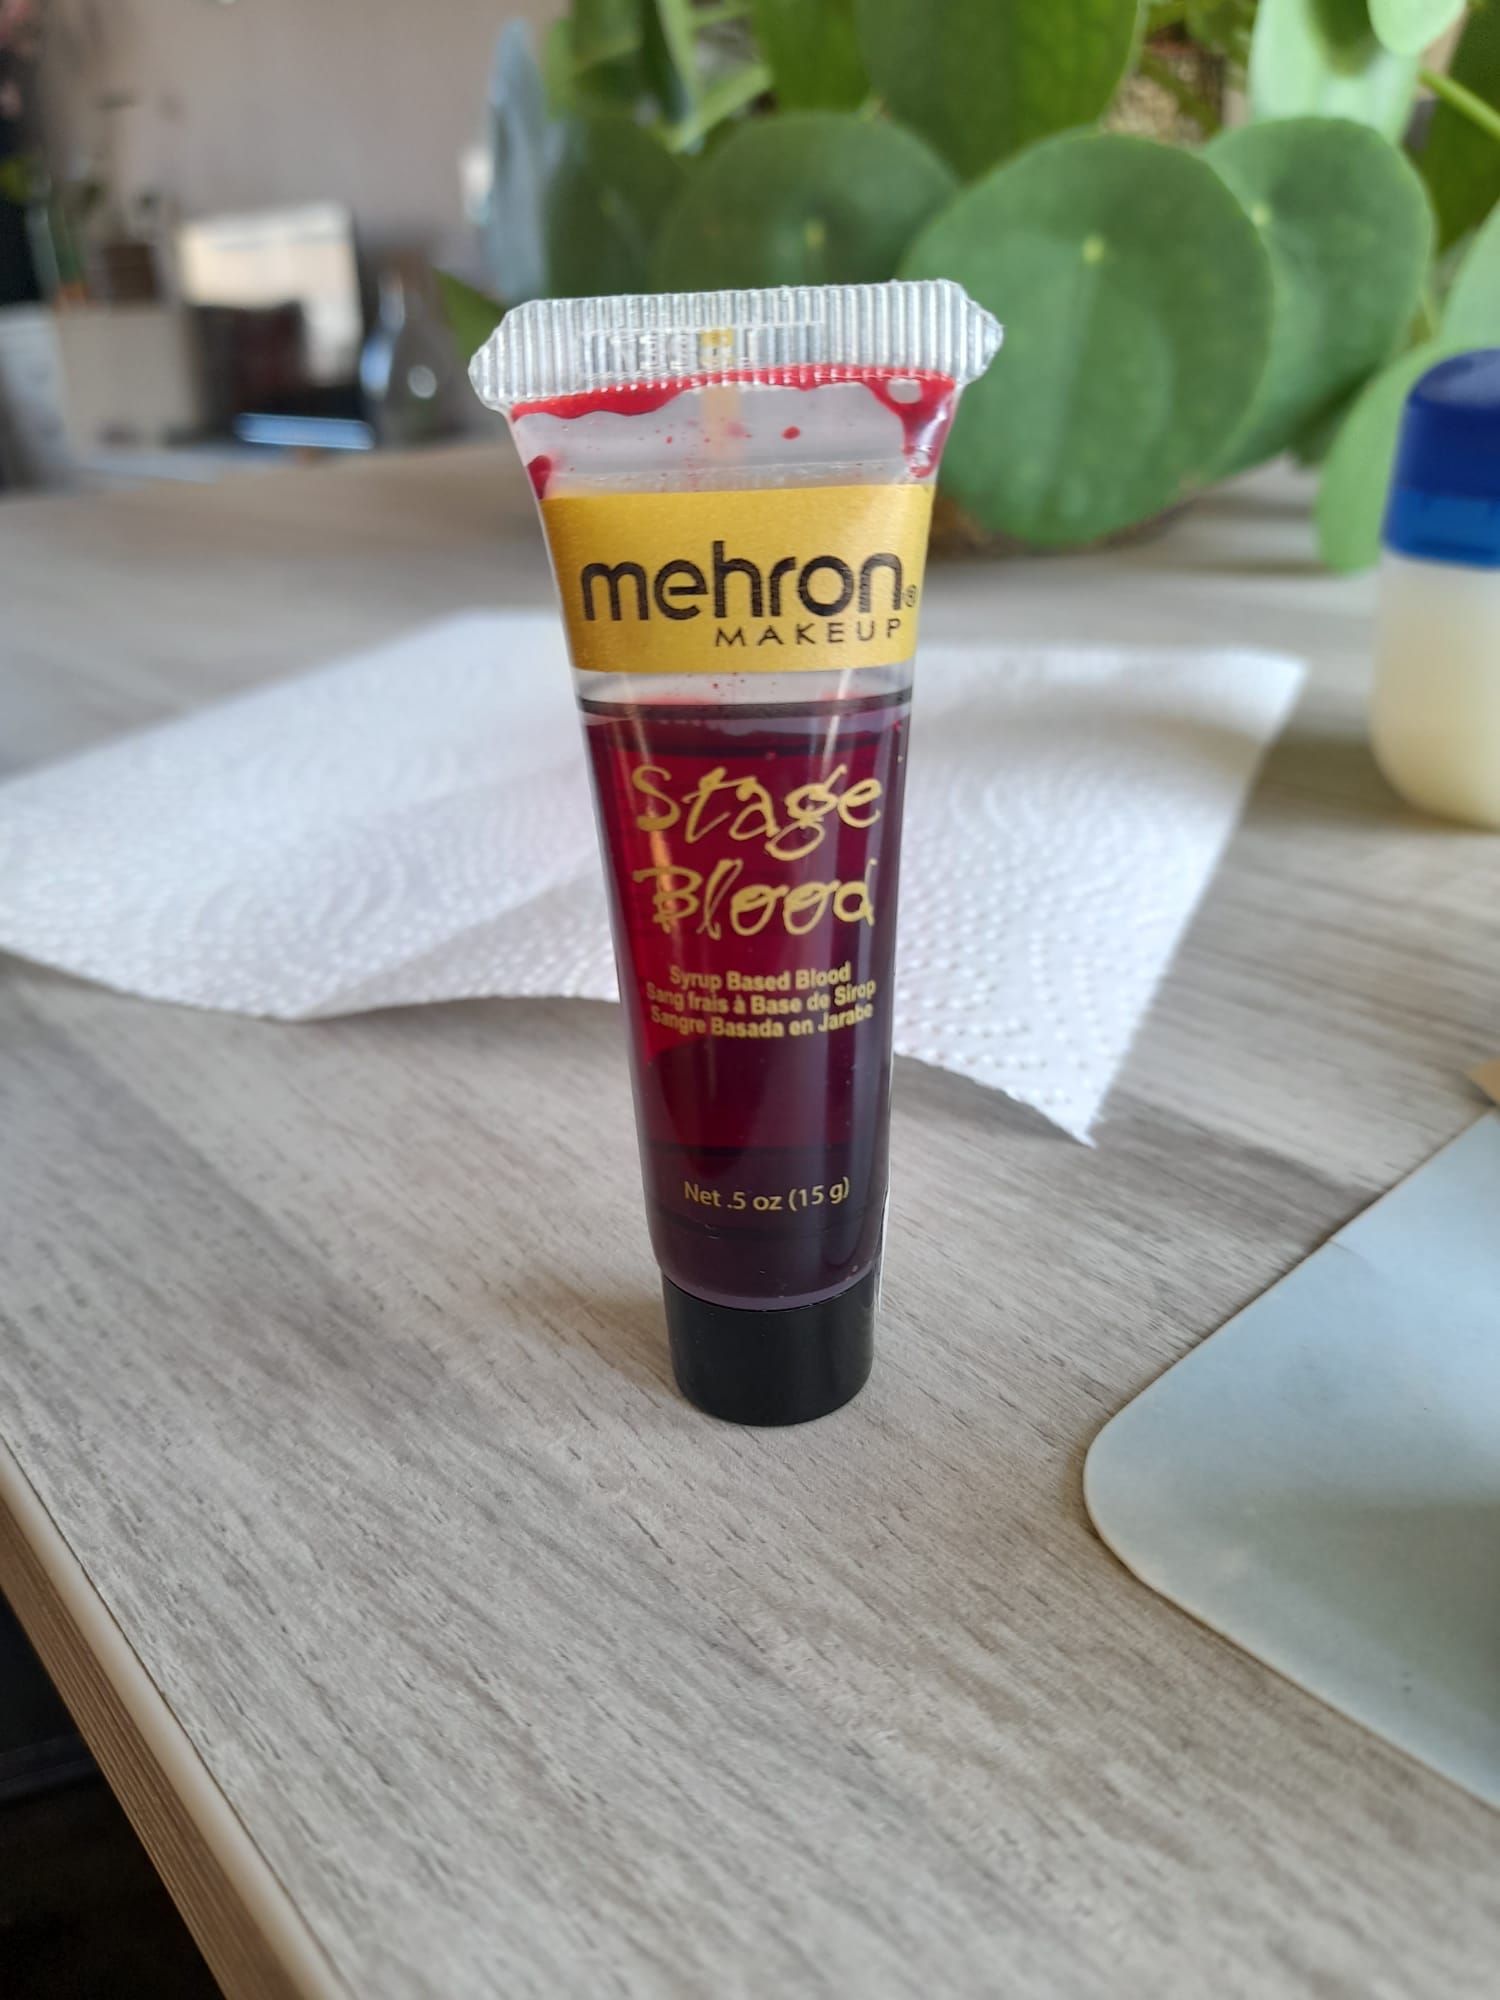 mehron®
MAKEUP
Stage
Blood
Syrup Based Blood
Sang frais à Base de Sirop
Sangre Basada en Jarabe
Net .5 oz (15 g)